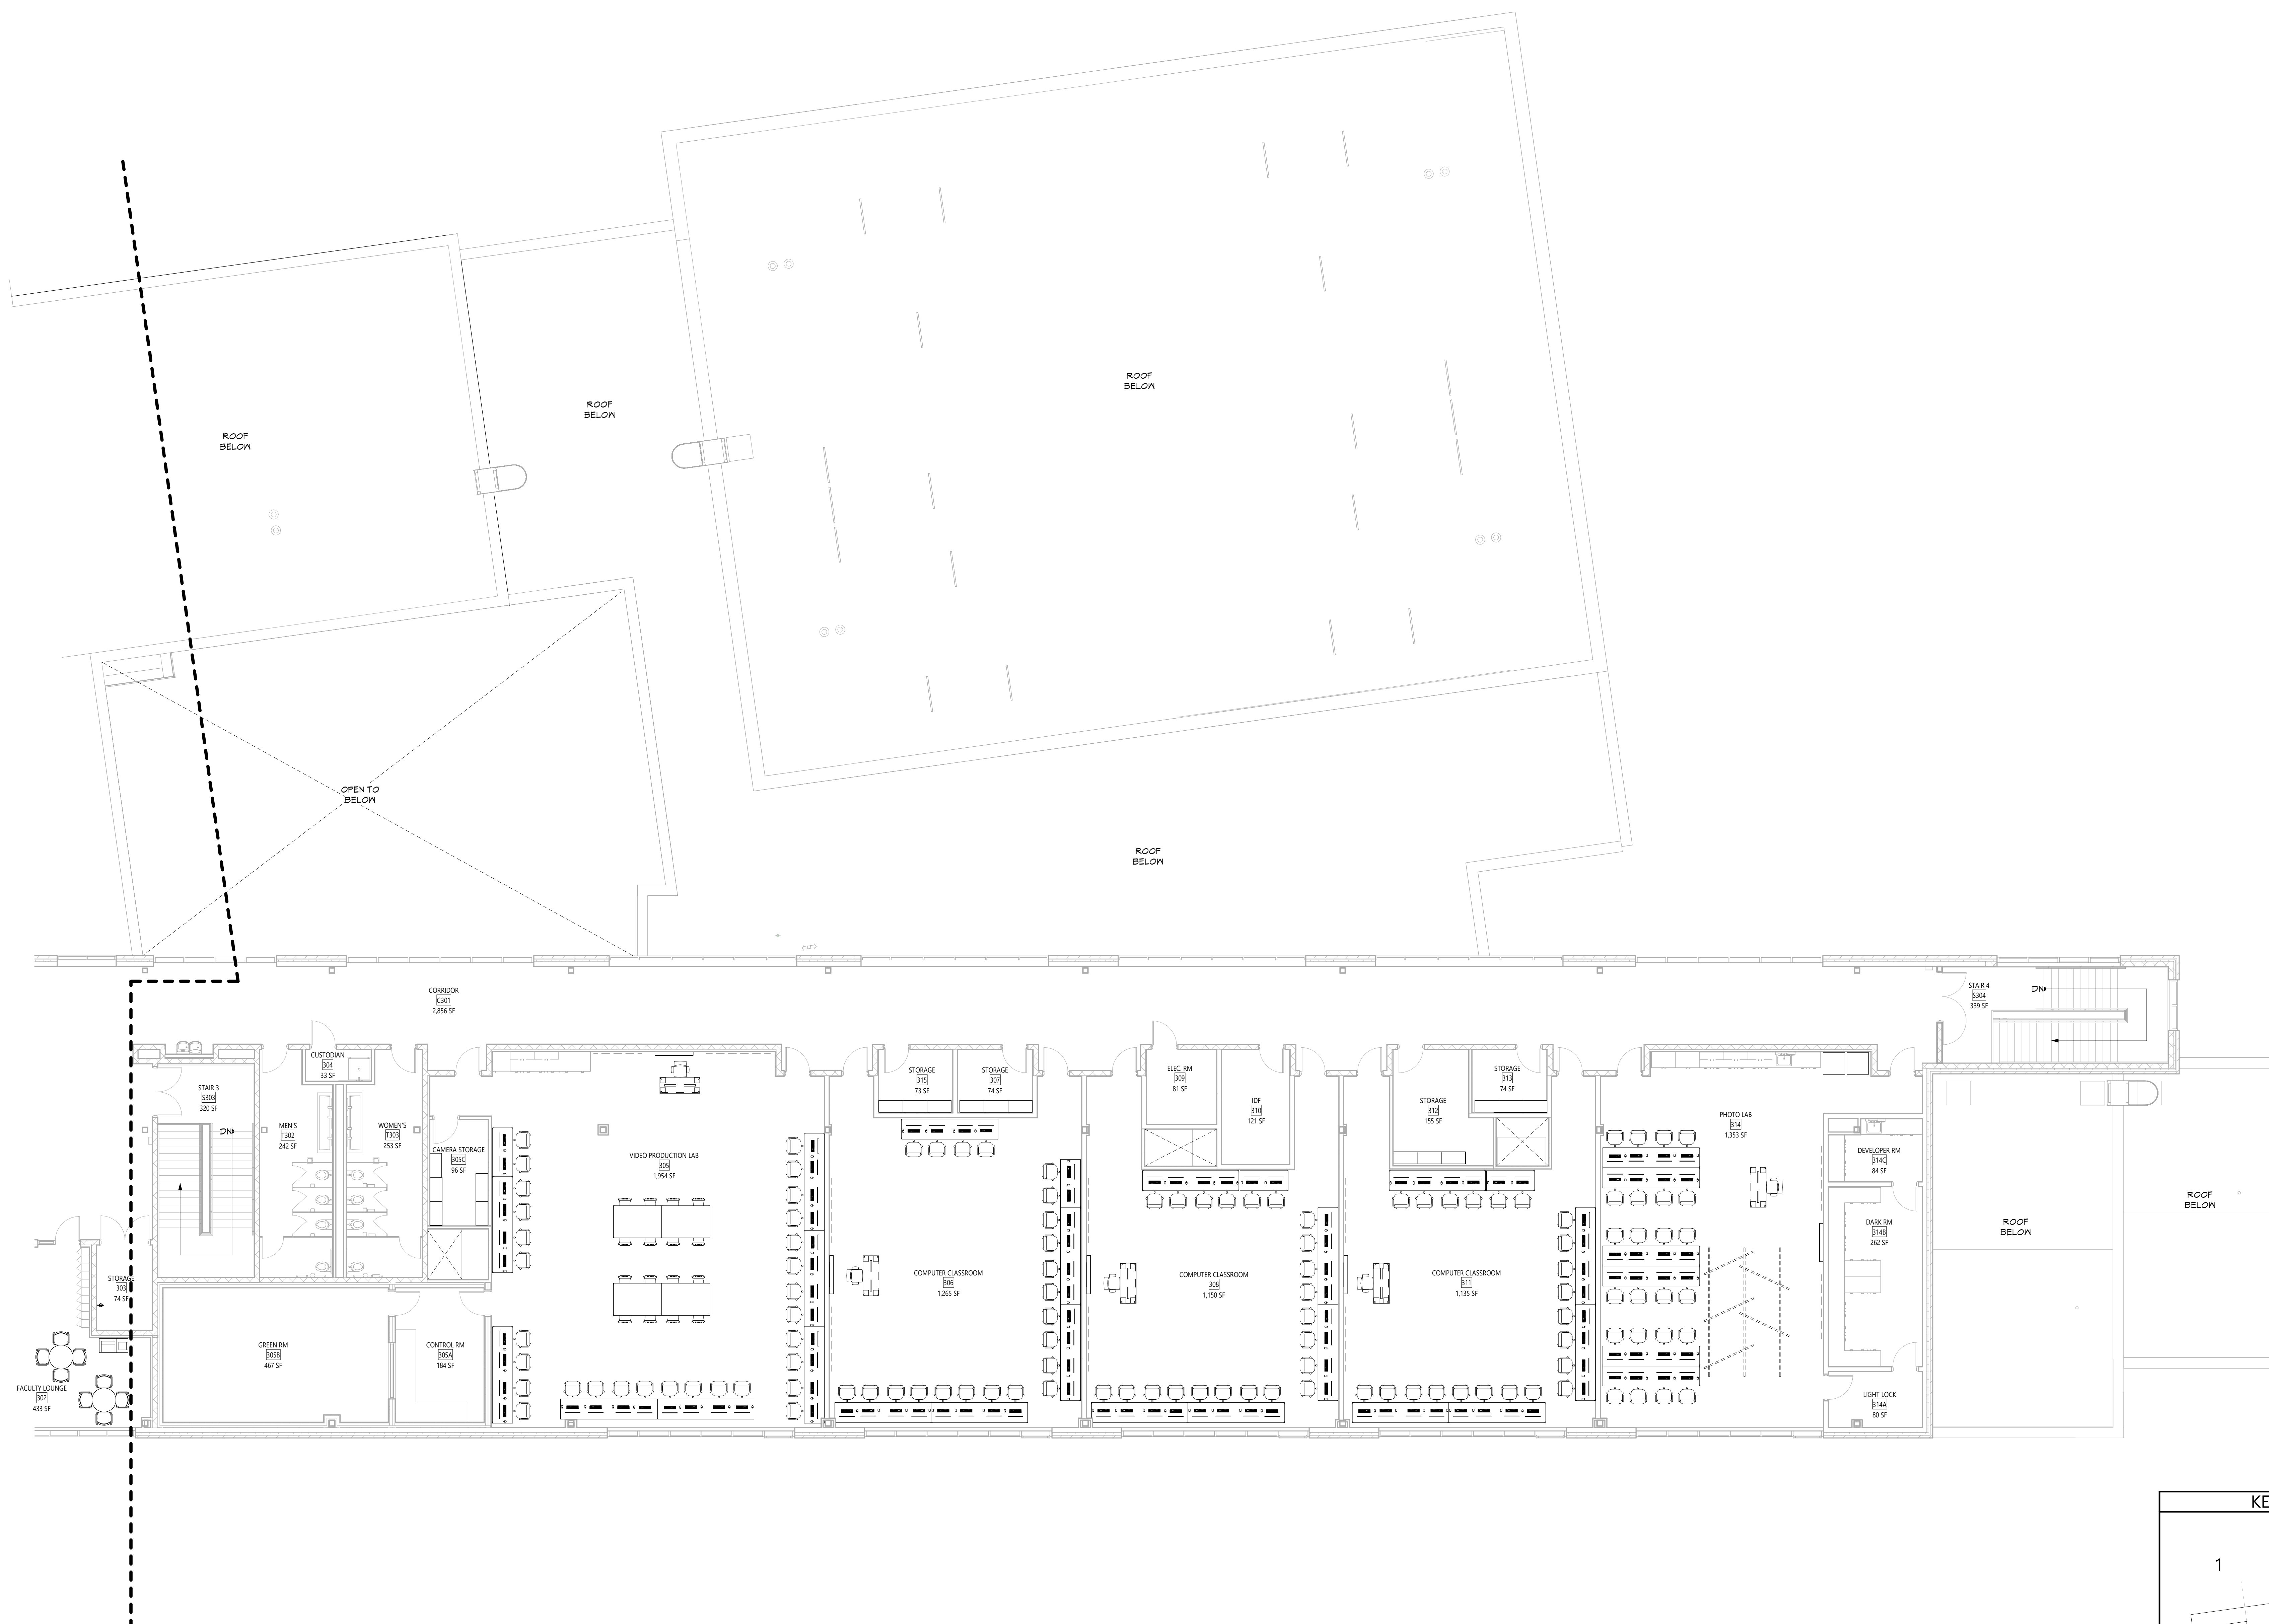 ROOF
BELOW
ROOF
BELOW
ROOF
BELOW
OPEN TO
BELOW
ROOF
BELOW
CORRIDOR
C301
2,856 SF
STAIR 4
S304
339 SF
DN
CUSTODIAN
304
33 SF
STAIR 3
S303
320 SF
DN
MEN'S
T302
242 SF
WOMEN'S
T303
253 SF
CAMERA STORAGE
305C
96 SF
VIDEO PRODUCTION LAB
305
1,954 SF
STORAGE
315
73 SF
STORAGE
307
74 SF
ELEC. RM
309
81 SF
IDF
310
121 SF
STORAGE
312
155 SF
STORAGE
313
74 SF
PHOTO LAB
314
1,353 SF
DEVELOPER RM
314C
84 SF
DARK RM
314B
262 SF
LIGHT LOCK
314A
80 SF
ROOF
BELOW
ROOF
BELOW
STORAGE
303
74 SF
COMPUTER CLASSROOM
306
1,265 SF
COMPUTER CLASSROOM
308
1,150 SF
COMPUTER CLASSROOM
311
1,135 SF
GREEN RM
305B
467 SF
CONTROL RM
305A
184 SF
FACULTY LOUNGE
302
433 SF
KE
1